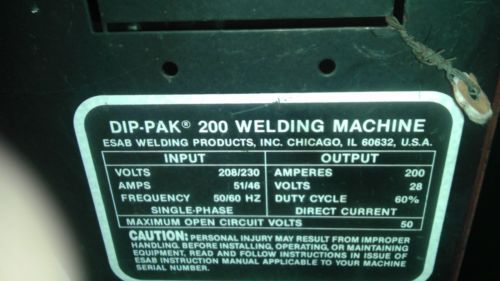 DIP-PAK® 200 WELDING MACHINE
ESAB WELDING PRODUCTS, INC. CHICAGO, IL 60632, U.S.A.
INPUT OUTPUT
VOLTS 208/230 AMPERES 200
AMPS 51/46 VOLTS 28
FREQUENCY 50/60 HZ DUTY CYCLE 60%
SINGLE-PHASE DIRECT CURRENT
MAXIMUM OPEN CIRCUIT VOLTS 50
CAUTION: PERSONAL INJURY MAY RESULT FROM IMPROPER
HANDLING. BEFORE INSTALLING, OPERATING, OR MAINTAINING
EQUIPMENT, READ AND FOLLOW INSTRUCTIONS IN ISSUE OF
ESAB INSTRUCTION MANUAL APPLICABLE TO YOUR MACHINE
SERIAL NUMBER.